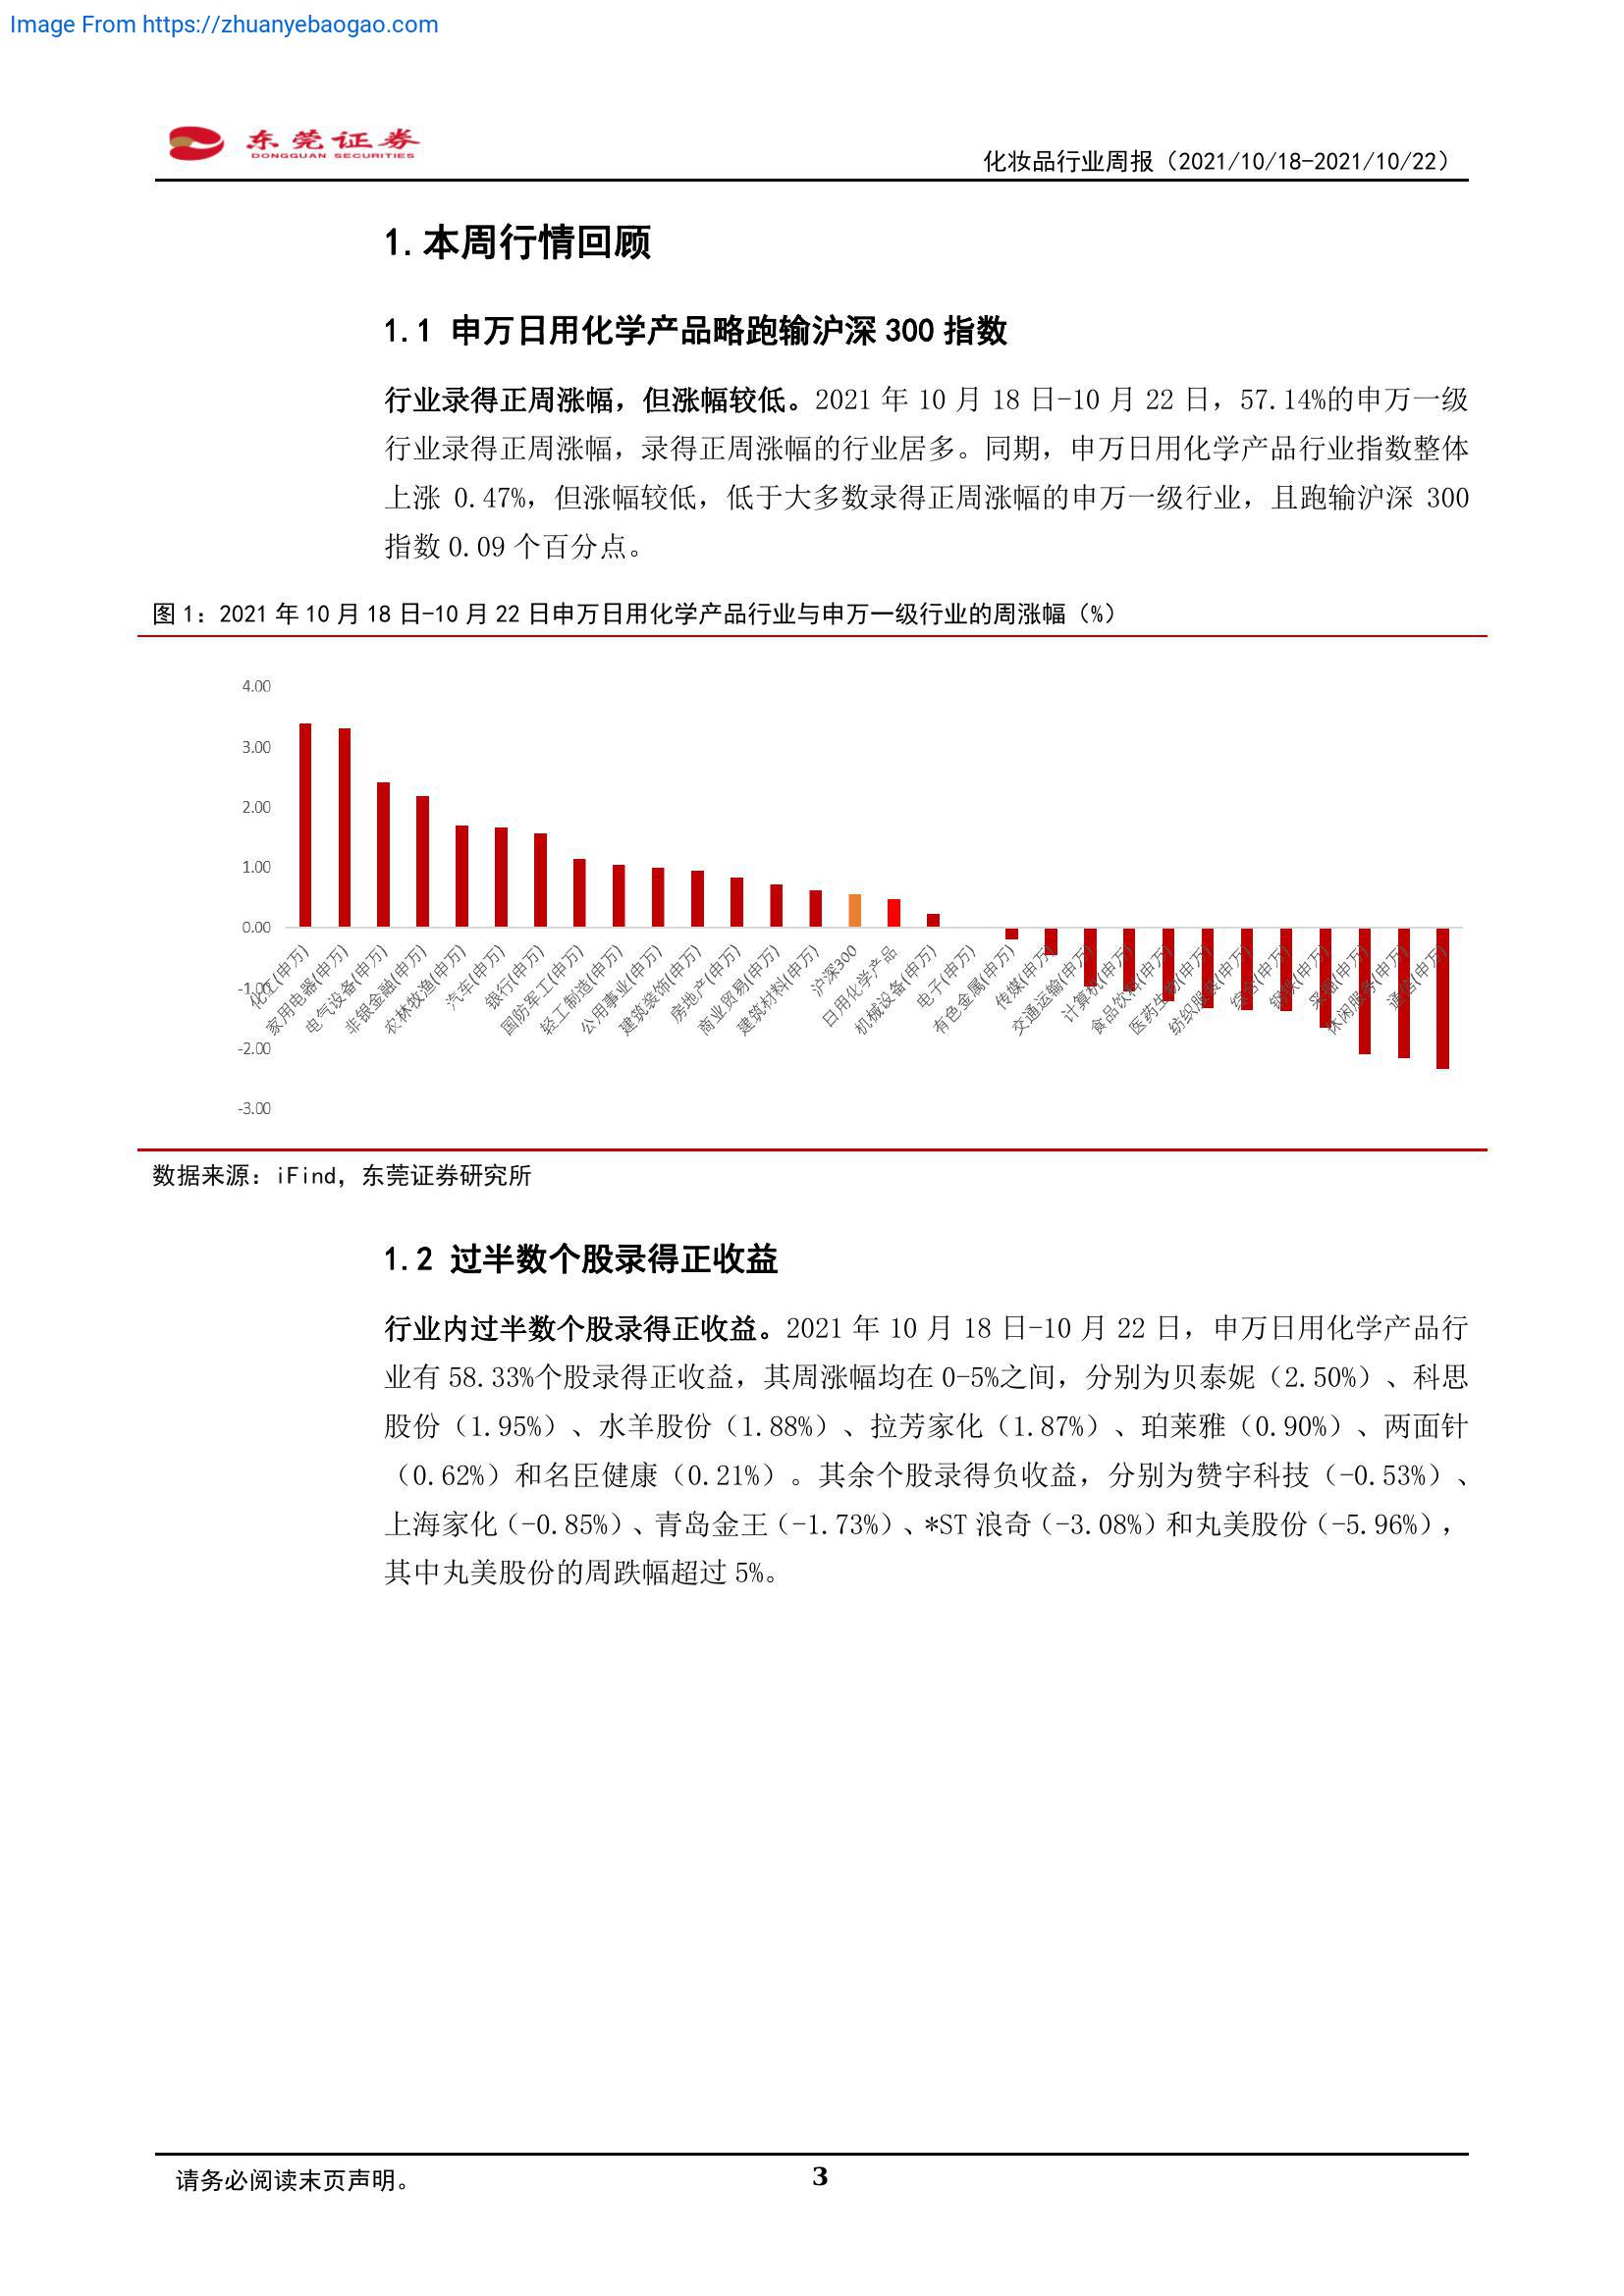 Image From https://zhuanyebaogao.com
东莞证券
DONGGUAN SECURITIES
化妆品行业周报（2021/10/18-2021/10/22）
1.本周行情回顾
1.1 申万日用化学产品略跑输沪深 300 指数
行业录得正周涨幅，但涨幅较低。2021 年 10 月 18 日-10 月 22 日，57.14%的申万一级
行业录得正周涨幅，录得正周涨幅的行业居多。同期，申万日用化学产品行业指数整体
上涨 0.47%，但涨幅较低，低于大多数录得正周涨幅的申万一级行业，且跑输沪深 300
指数 0.09 个百分点。
图 1：2021 年 10 月 18 日-10 月 22 日申万日用化学产品行业与申万一级行业的周涨幅（%）
4.00
3.00
2.00
1.00
0.00
-1.00
-2.00
-3.00
化工(申万)
家用电器(申万)
电气设备(申万)
非银金融(申万)
农林牧渔(申万)
汽车(申万)
银行(申万)
国防军工(申万)
轻工制造(申万)
公用事业(申万)
建筑装饰(申万)
房地产(申万)
商业贸易(申万)
建筑材料(申万)
沪深300
日用化学产品
机械设备(申万)
电子(申万)
有色金属(申万)
传媒(申万)
交通运输(申万)
计算机(申万)
食品饮料(申万)
医药生物(申万)
纺织服装(申万)
综合(申万)
钢铁(申万)
采掘(申万)
休闲服务(申万)
通信(申万)
数据来源：iFind，东莞证券研究所
1.2 过半数个股录得正收益
行业内过半数个股录得正收益。2021 年 10 月 18 日-10 月 22 日，申万日用化学产品行
业有 58.33%个股录得正收益，其周涨幅均在 0-5%之间，分别为贝泰妮（2.50%）、科思
股份（1.95%）、水羊股份（1.88%）、拉芳家化（1.87%）、珀莱雅（0.90%）、两面针
（0.62%）和名臣健康（0.21%）。其余个股录得负收益，分别为赞宇科技（-0.53%）、
上海家化（-0.85%）、青岛金王（-1.73%）、*ST 浪奇（-3.08%）和丸美股份（-5.96%），
其中丸美股份的周跌幅超过 5%。
请务必阅读末页声明。
3